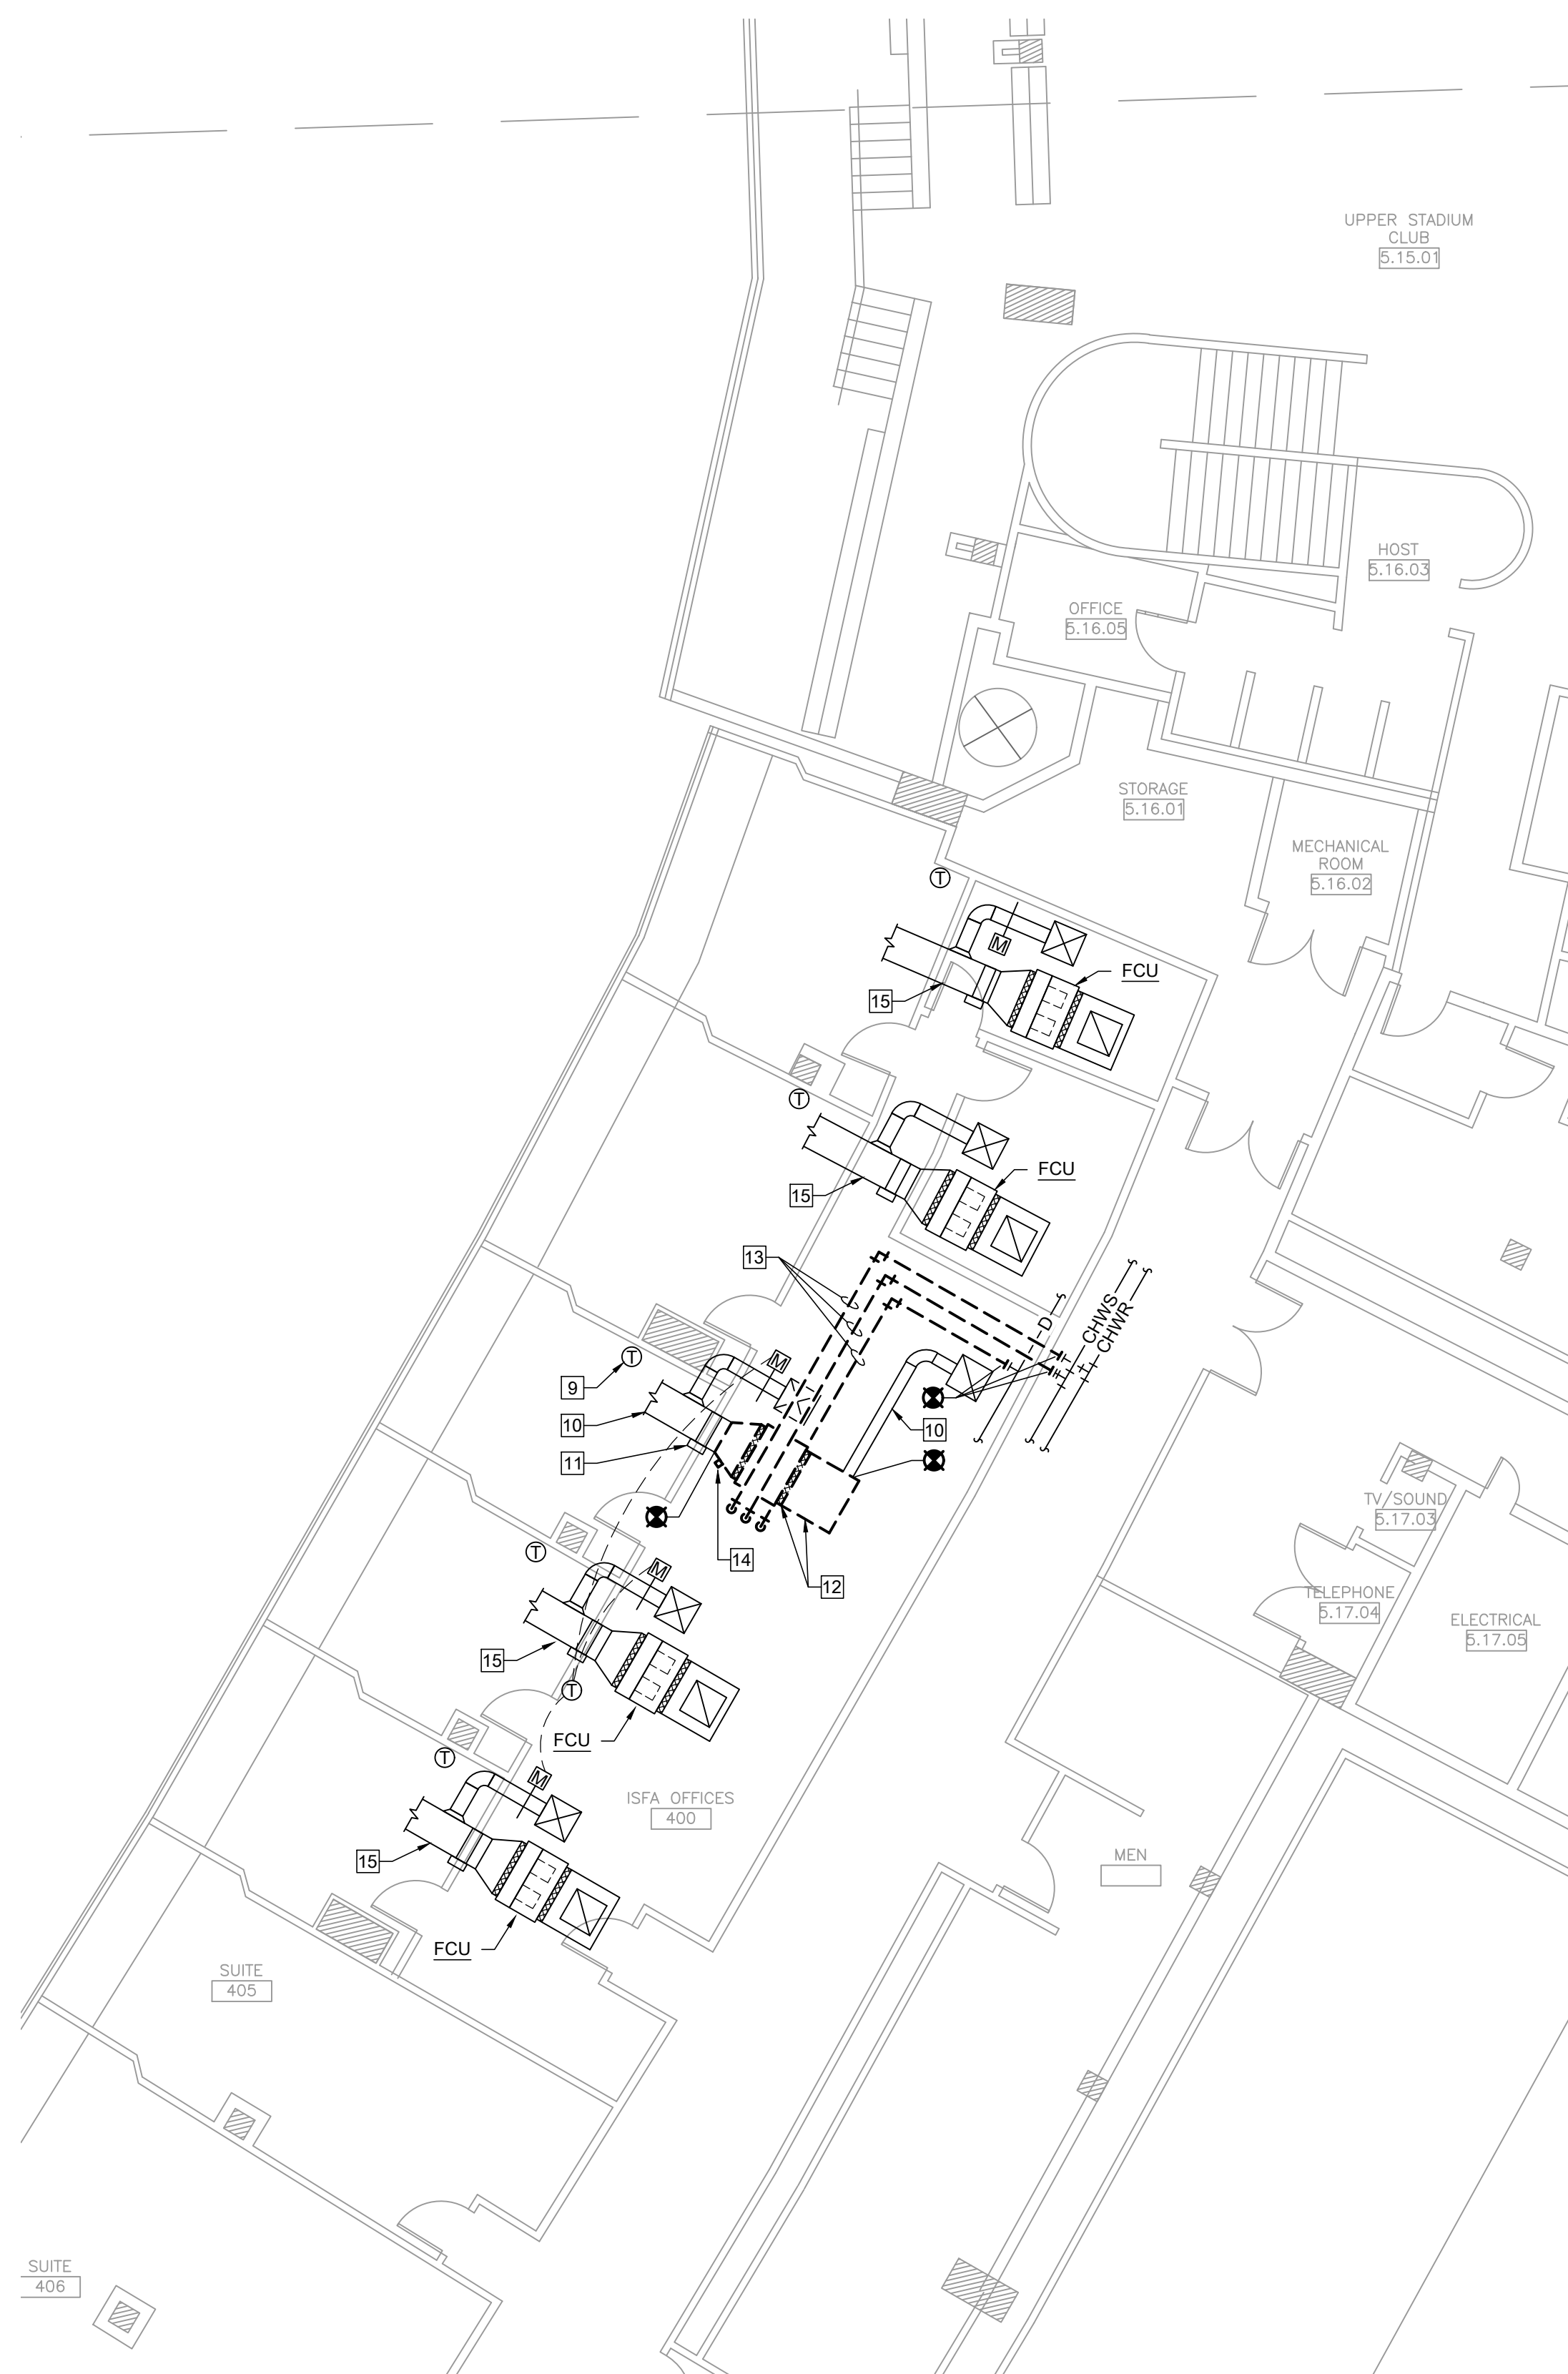 UPPER STADIUM
CLUB
5.15.01
HOST
5.16.03
OFFICE
5.16.05
STORAGE
5.16.01
MECHANICAL
ROOM
5.16.02
T
M
FCU
15
T
FCU
15
13
D
CHWS
CHWR
T
M
9
10
10
11
14
12
TV/SOUND
5.17.03
TELEPHONE
5.17.04
ELECTRICAL
5.17.05
T
M
15
T
FCU
T
M
ISFA OFFICES
400
15
FCU
MEN
SUITE
405
SUITE
406